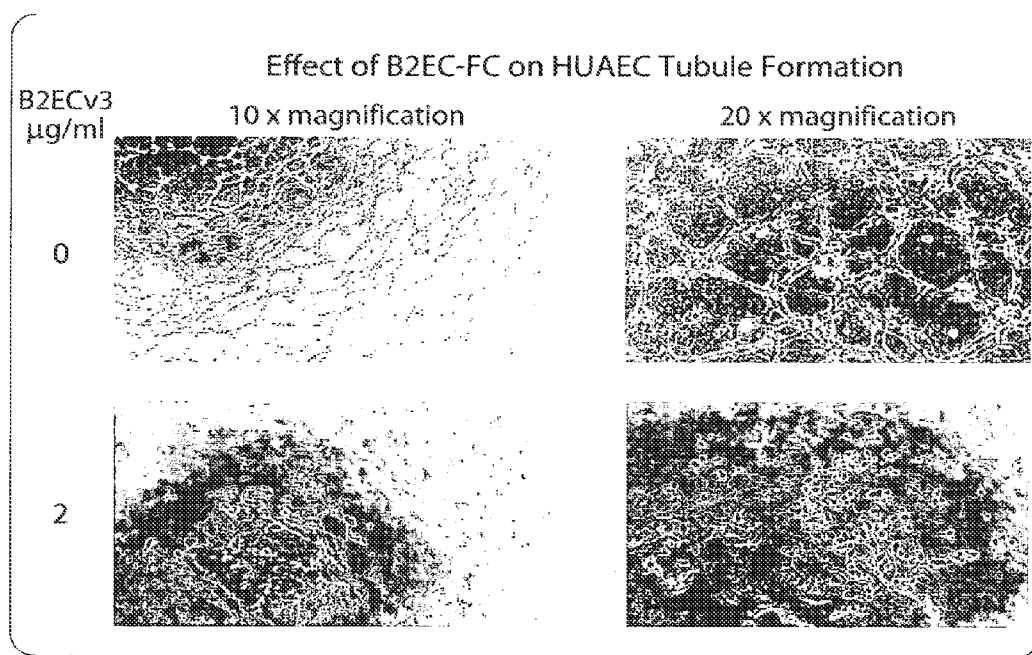 Effect of B2EC-FC on HUAEC Tubule Formation
B2ECv3
μg/ml
10 x magnification
20 x magnification
0
2